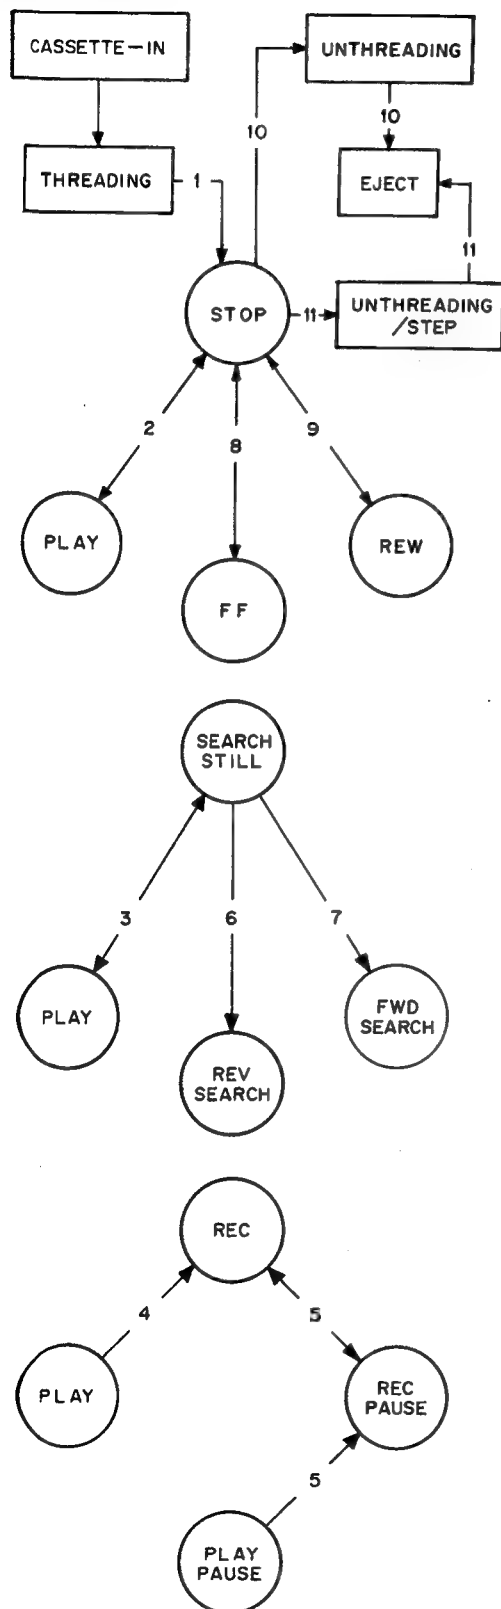 CASSETTE-IN
UNTHREADING
10
10
THREADING
1
EJECT
11
STOP
11
UNTHREADING
/STEP
2
8
9
PLAY
FF
REW
SEARCH
STILL
3
6
7
PLAY
REV
SEARCH
FWD
SEARCH
REC
4
5
PLAY
REC
PAUSE
5
PLAY
PAUSE